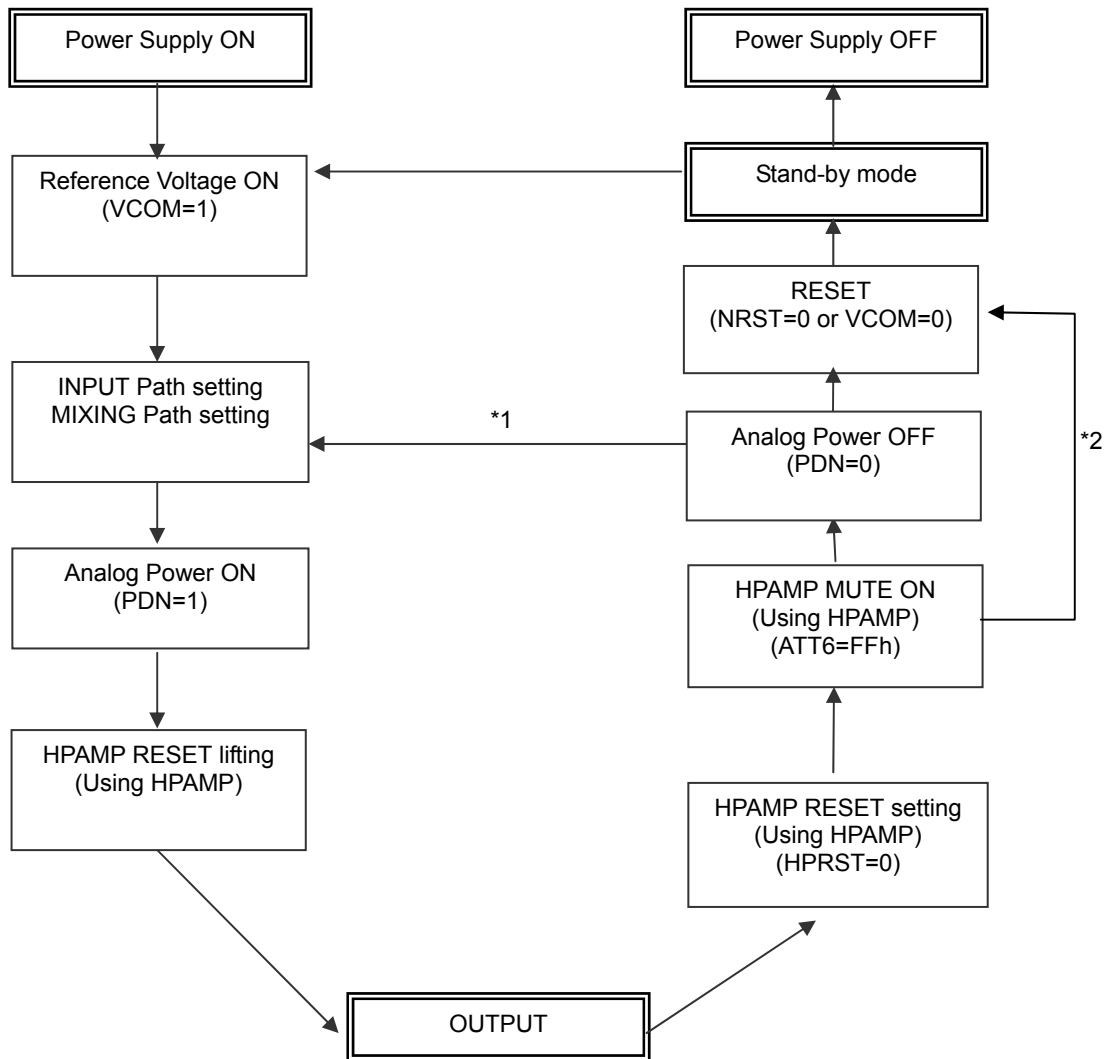 Power Supply ON
Reference Voltage ON
(VCOM=1)
INPUT Path setting
MIXING Path setting
Analog Power ON
(PDN=1)
HPAMP RESET lifting
(Using HPAMP)
OUTPUT
Power Supply OFF
Stand-by mode
RESET
(NRST=0 or VCOM=0)
*1
Analog Power OFF
(PDN=0)
*2
HPAMP MUTE ON
(Using HPAMP)
(ATT6=FFh)
HPAMP RESET setting
(Using HPAMP)
(HPRST=0)